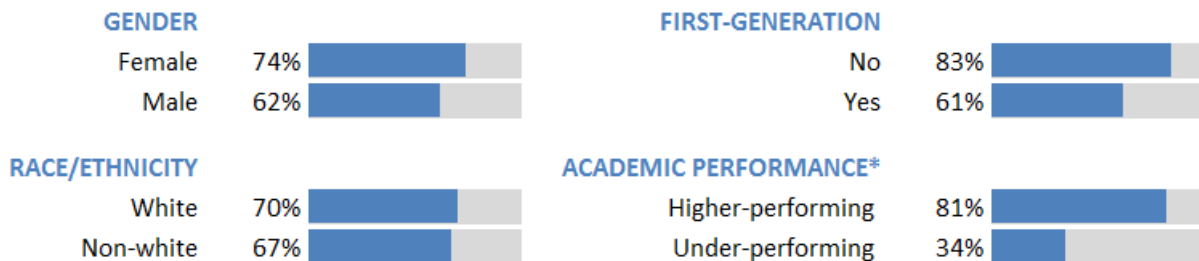 GENDER
Female 74%
Male 62%
FIRST-GENERATION
No 83%
Yes 61%
RACE/ETHNICITY
White 70%
Non-white 67%
ACADEMIC PERFORMANCE*
Higher-performing 81%
Under-performing 34%